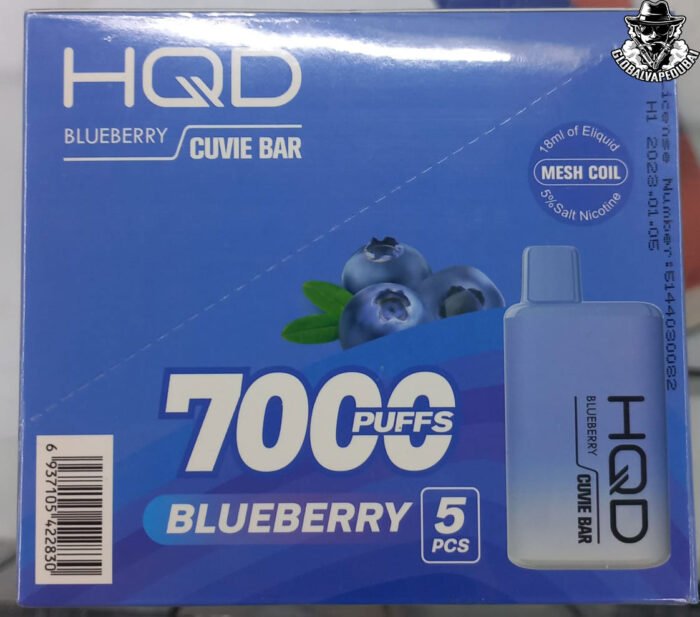 HQD
BLUEBERRY CUVIE BAR
GLOBALVAPEDUBAI
18ml of Eliquid
MESH COIL
5%Salt Nicotine
License Number:5144030082
H1 2023.01.05
7000
PUFFS
BLUEBERRY
5
PCS
HQD
BLUEBERRY CUVIE BAR
6 937105 422830